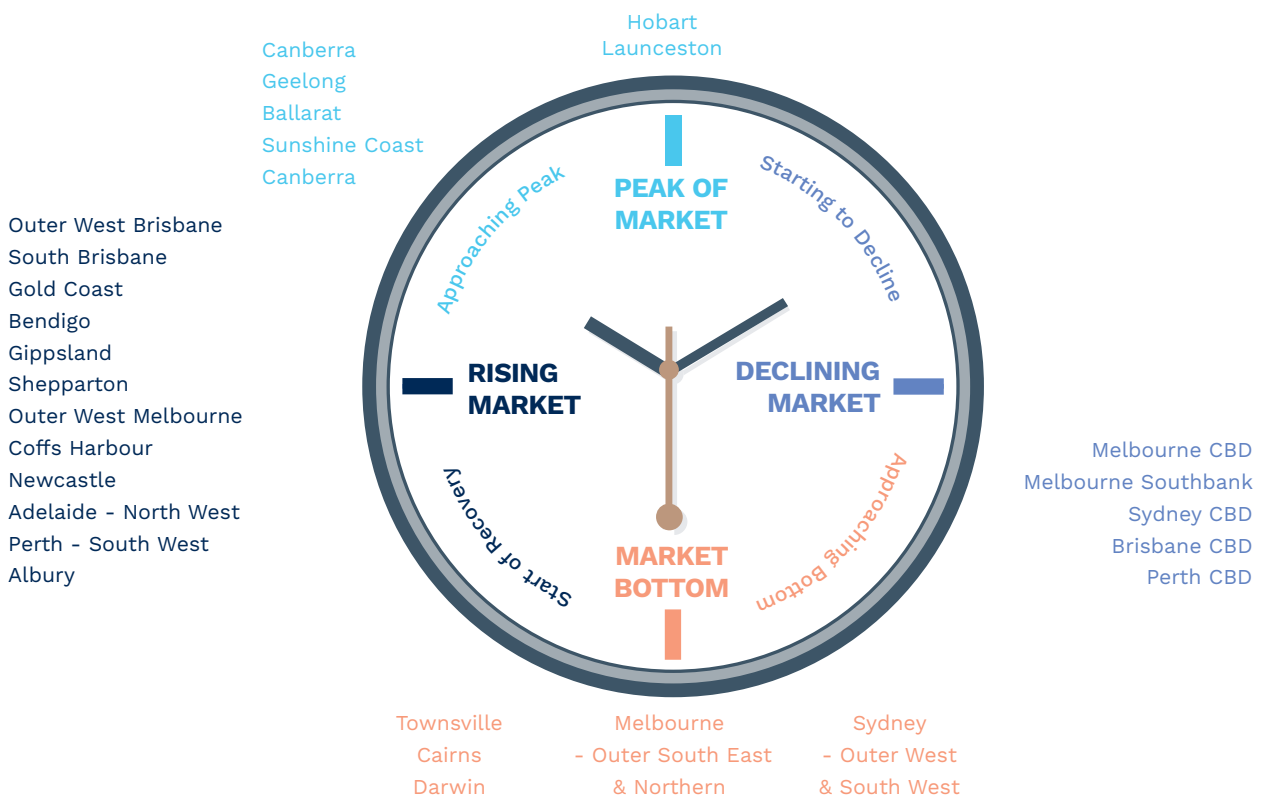 Hobart
Launceston
Canberra
Geelong
Ballarat
Sunshine Coast
Canberra
Outer West Brisbane
South Brisbane
Gold Coast
Bendigo
Gippsland
Shepparton
Outer West Melbourne
Coffs Harbour
Newcastle
Adelaide - North West
Perth - South West
Albury
Approaching Peak
PEAK OF
MARKET
Starting to Decline
RISING
MARKET
DECLINING
MARKET
Start of Recovery
MARKET
BOTTOM
Approaching Bottom
Melbourne CBD
Melbourne Southbank
Sydney CBD
Brisbane CBD
Perth CBD
Townsville
Cairns
Darwin
Melbourne
- Outer South East
& Northern
Sydney
- Outer West
& South West